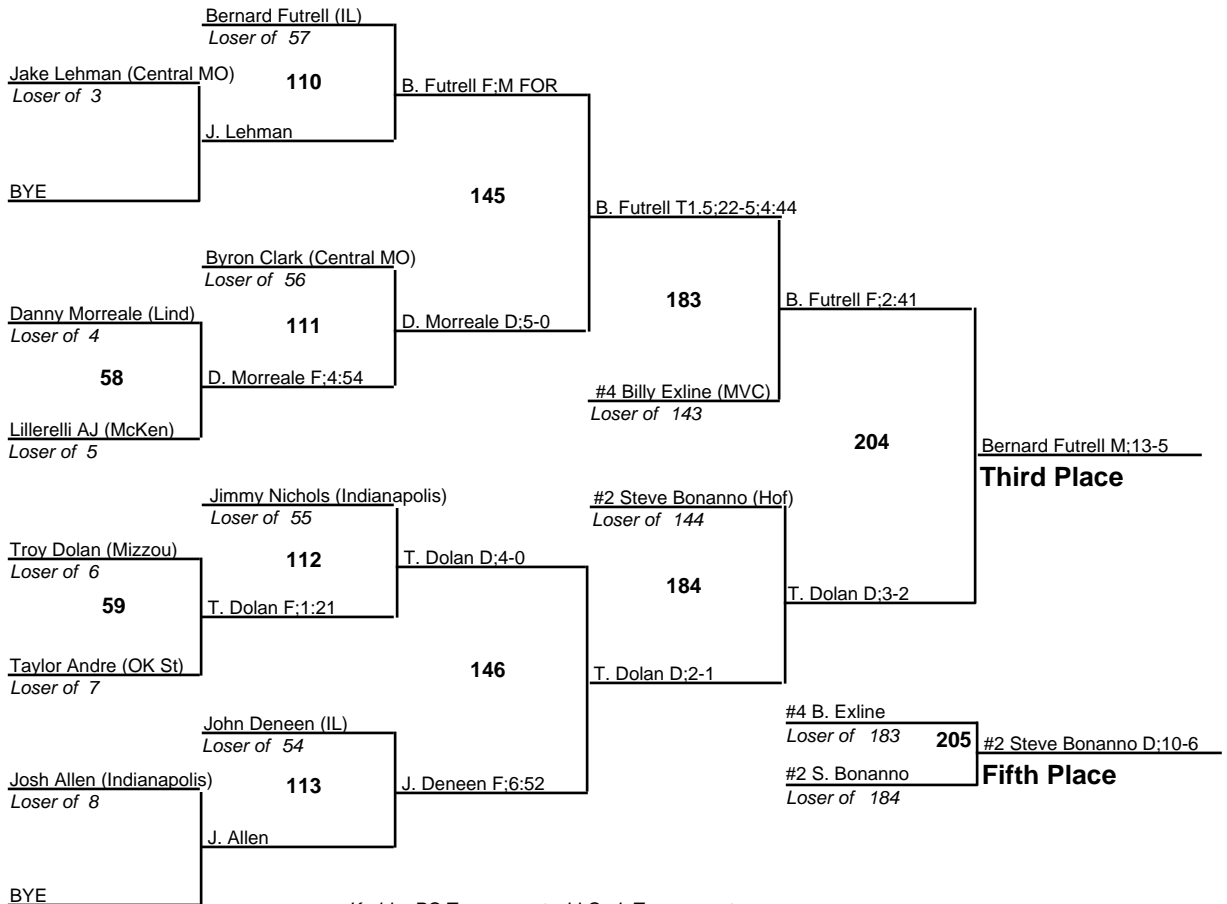 Bernard Futrell (IL)
Loser of 57
Jake Lehman (Central MO)
Loser of 3
110
B. Futrell F;M FOR
J. Lehman
BYE
145
B. Futrell T1.5;22-5;4:44
Byron Clark (Central MO)
Loser of 56
Danny Morreale (Lind)
Loser of 4
111
D. Morreale D;5-0
183
B. Futrell F;2:41
58
D. Morreale F;4:54
#4 Billy Exline (MVC)
Loser of 143
Lillerelli AJ (McKen)
Loser of 5
204
Bernard Futrell M;13-5
Third Place
Jimmy Nichols (Indianapolis)
Loser of 55
#2 Steve Bonanno (Hof)
Loser of 144
Troy Dolan (Mizzou)
Loser of 6
112
T. Dolan D;4-0
184
59
T. Dolan F;1:21
T. Dolan D;3-2
Taylor Andre (OK St)
Loser of 7
146
T. Dolan D;2-1
John Deneen (IL)
Loser of 54
#4 B. Exline
Loser of 183
205
#2 Steve Bonanno D;10-6
Fifth Place
Josh Allen (Indianapolis)
Loser of 8
113
J. Deneen F;6:52
#2 S. Bonanno
Loser of 184
J. Allen
BYE